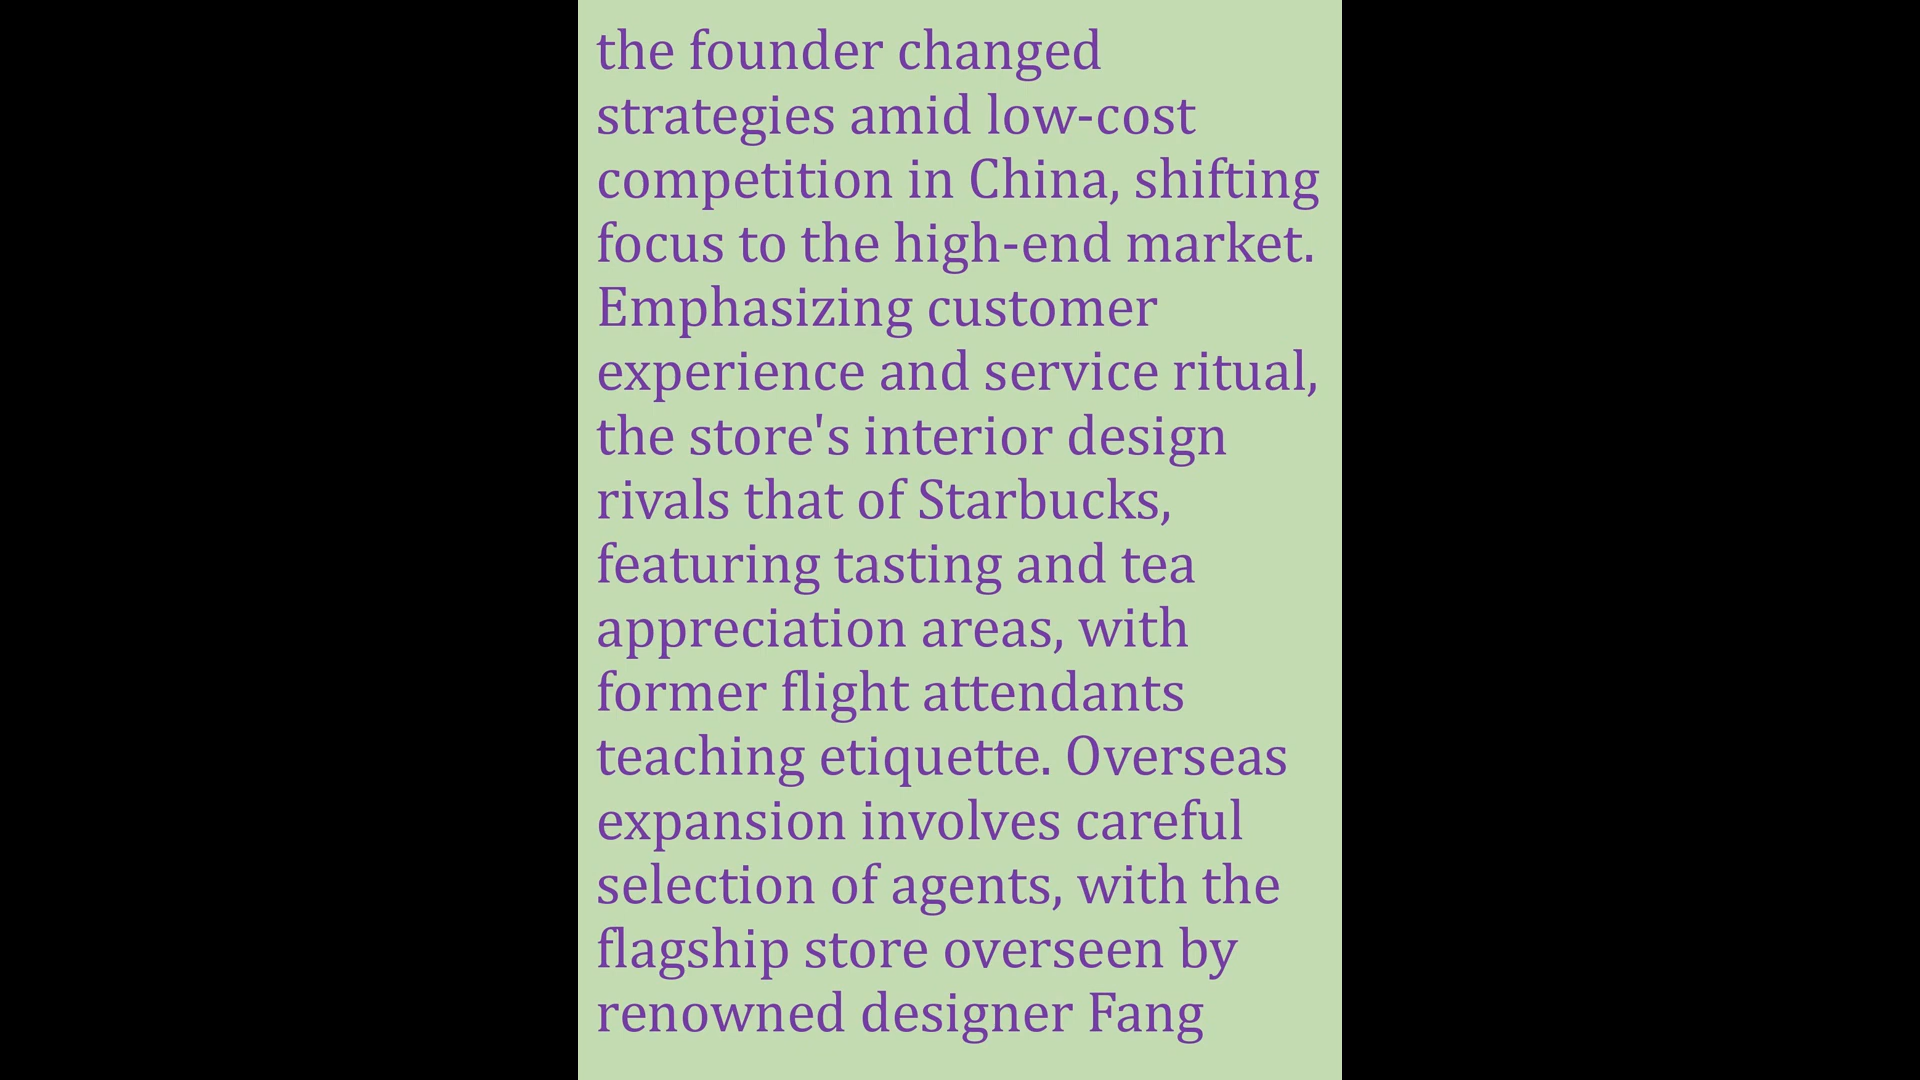 the founder changed
strategies amid low-cost
competition in China, shifting
focus to the high-end market.
Emphasizing customer
experience and service ritual,
the store's interior design
rivals that of Starbucks,
featuring tasting and tea
appreciation areas, with
former flight attendants
teaching etiquette. Overseas
expansion involves careful
selection of agents, with the
flagship store overseen by
renowned designer Fang